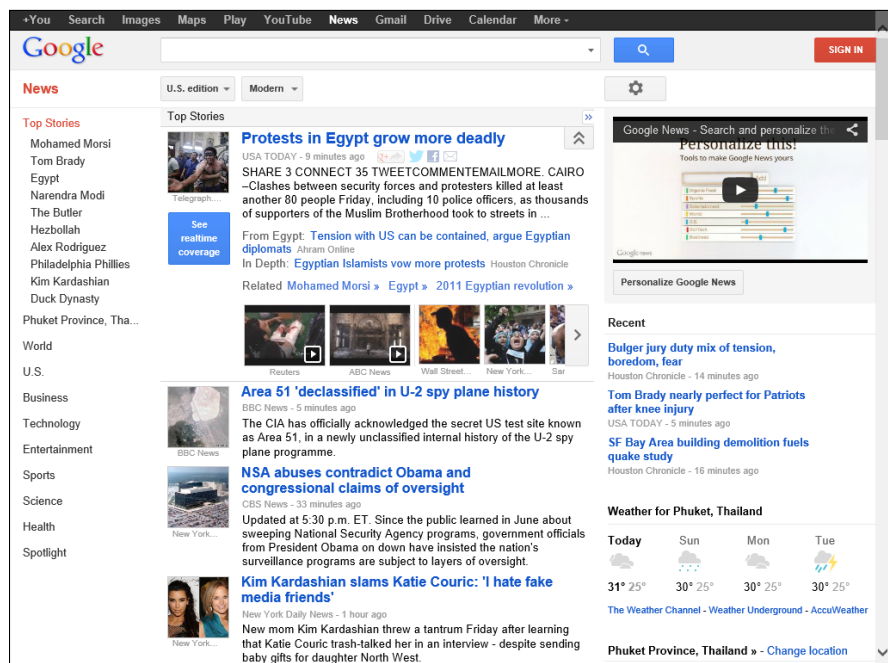 +You Search Images Maps Play YouTube News Gmail Drive Calendar More
Google
SIGN IN
News
U.S. edition
Modern
Top Stories
Mohamed Morsi
Tom Brady
Egypt
Narendra Modi
The Butler
Hezbollah
Alex Rodriguez
Philadelphia Phillies
Kim Kardashian
Duck Dynasty
Phuket Province, Tha...
World
U.S.
Business
Technology
Entertainment
Sports
Science
Health
Spotlight
Top Stories »
Telegraph....
See
realtime
coverage
Protests in Egypt grow more deadly
USA TODAY - 9 minutes ago
SHARE 3 CONNECT 35 TWEETCOMMENTEMAILMORE. CAIRO
–Clashes between security forces and protesters killed at least
another 80 people Friday, including 10 police officers, as thousands
of supporters of the Muslim Brotherhood took to streets in ...
From Egypt: Tension with US can be contained, argue Egyptian
diplomats Ahram Online
In Depth: Egyptian Islamists vow more protests Houston Chronicle
Related Mohamed Morsi » Egypt » 2011 Egyptian revolution »
Reuters ABC News Wall Street... New York... Sar
BBC News
Area 51 'declassified' in U-2 spy plane history
BBC News - 5 minutes ago
The CIA has officially acknowledged the secret US test site known
as Area 51, in a newly unclassified internal history of the U-2 spy
plane programme.
New York...
NSA abuses contradict Obama and
congressional claims of oversight
CBS News - 33 minutes ago
Updated at 5:30 p.m. ET. Since the public learned in June about
sweeping National Security Agency programs, government officials
from President Obama on down have insisted the nation's
surveillance programs are subject to layers of oversight.
New York...
Kim Kardashian slams Katie Couric: 'I hate fake
media friends'
New York Daily News - 1 hour ago
New mom Kim Kardashian threw a tantrum Friday after learning
that Katie Couric trash-talked her in an interview - despite sending
baby gifts for daughter North West.
Google News - Search and personalize the
Personalize this!
Tools to make Google News yours
Add
Google news
Personalize Google News
Recent
Bulger jury duty mix of tension,
boredom, fear
Houston Chronicle - 14 minutes ago
Tom Brady nearly perfect for Patriots
after knee injury
USA TODAY - 5 minutes ago
SF Bay Area building demolition fuels
quake study
Houston Chronicle - 16 minutes ago
Weather for Phuket, Thailand
Today Sun Mon Tue
31° 25° 30° 25° 30° 25° 30° 25°
The Weather Channel - Weather Underground - AccuWeather
Phuket Province, Thailand » - Change location